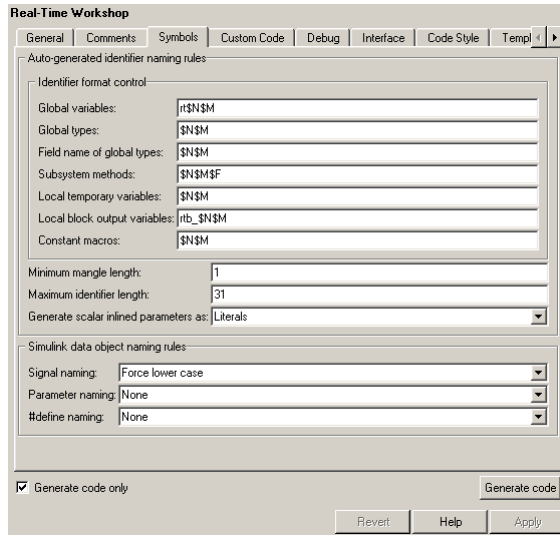 Real-Time Workshop
General Comments Symbols Custom Code Debug Interface Code Style Templ
Auto-generated identifier naming rules
Identifier format control
Global variables: rt$N$M
Global types: $N$M
Field name of global types: $N$M
Subsystem methods: $N$M$F
Local temporary variables: $N$M
Local block output variables: rtb_$N$M
Constant macros: $N$M
Minimum mangle length: 1
Maximum identifier length: 31
Generate scalar inlined parameters as: Literals
Simulink data object naming rules
Signal naming: Force lower case
Parameter naming: None
#define naming: None
Generate code only Generate code
Revert Help Apply